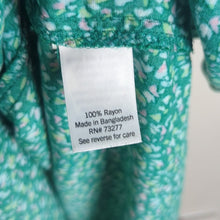 100% Rayon
Made in Bangladesh
RN# 73277
See reverse for care